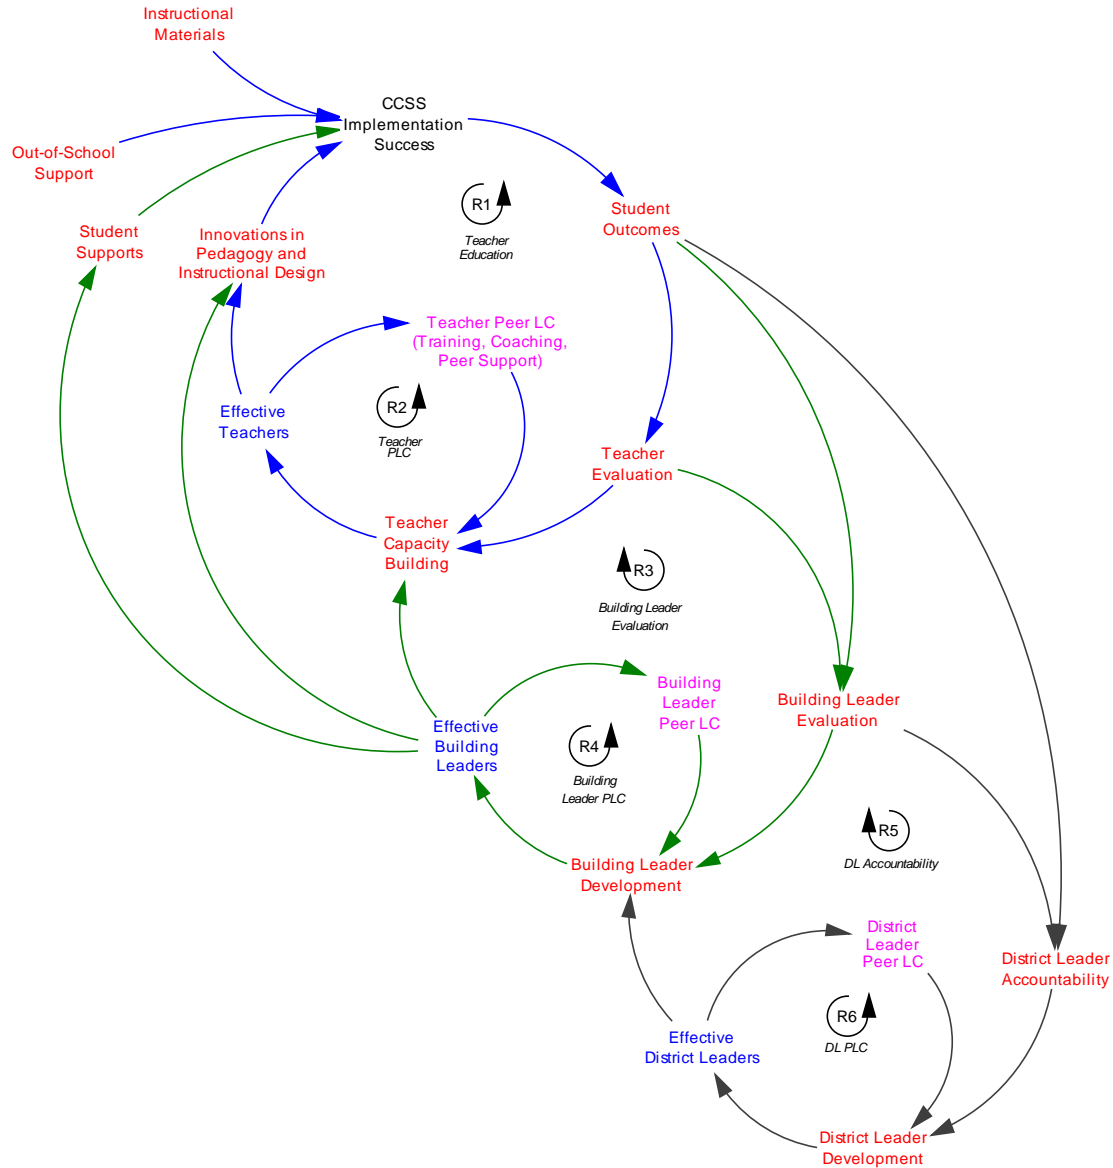 Instructional
Materials
CCSS
Implementation
Success
Out-of-School
Support
Student
Supports
Innovations in
Pedagogy and
Instructional Design
R1
Teacher
Education
Student
Outcomes
Teacher Peer LC
(Training, Coaching,
Peer Support)
Effective
Teachers
R2
Teacher
PLC
Teacher
Evaluation
Teacher
Capacity
Building
R3
Building Leader
Evaluation
Building
Leader
Peer LC
Building Leader
Evaluation
Effective
Building
Leaders
R4
Building
Leader PLC
R5
DL Accountability
Building Leader
Development
District
Leader
Peer LC
District Leader
Accountability
R6
DL PLC
Effective
District Leaders
District Leader
Development